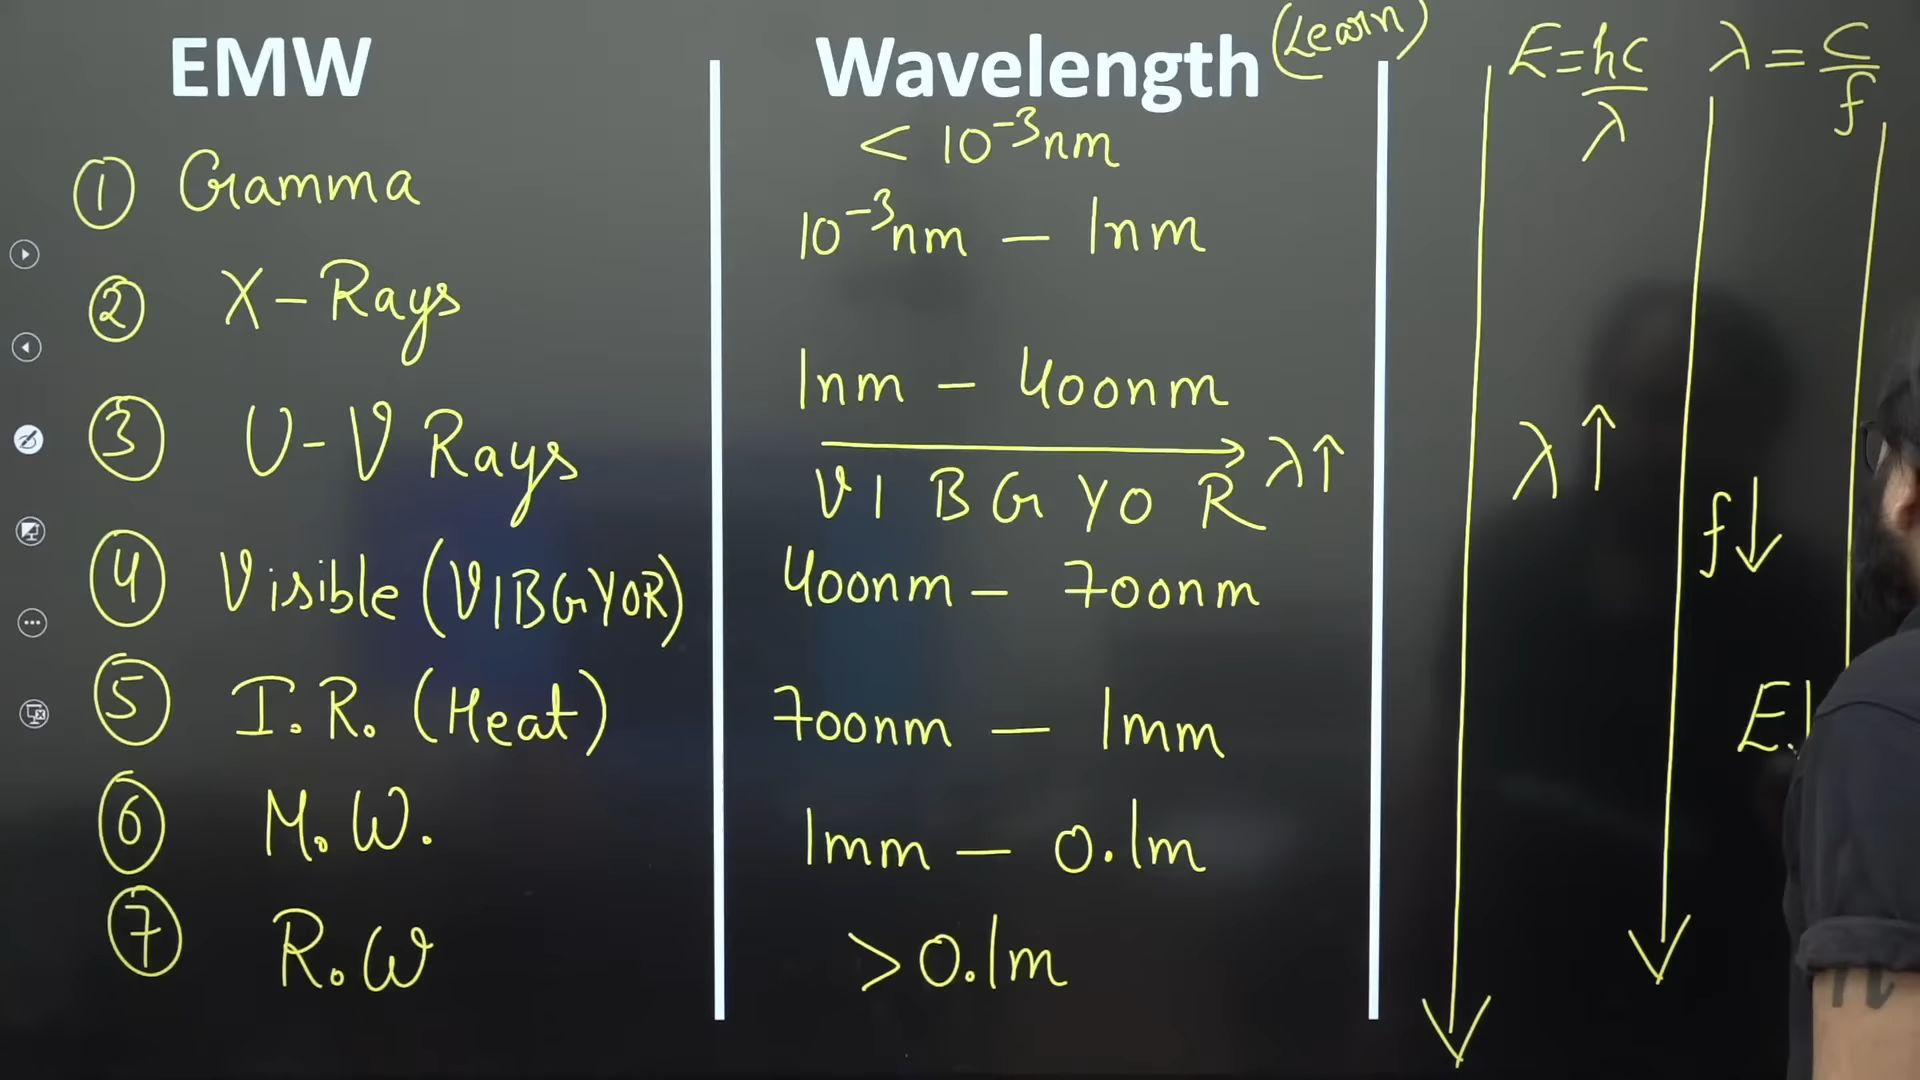 EMW
Wavelength (Learn)
E = hc/λ
λ = c/f
① Gamma
< 10⁻³nm
② X-Rays
10⁻³nm – 1nm
③ U-V Rays
1nm – 400nm
λ↑
V I B G Y O R
④ Visible (VIBGYOR)
400nm – 700nm
⑤ I.R. (Heat)
700nm – 1mm
⑥ M.W.
1mm – 0.1m
⑦ R.W
> 0.1m
λ↑
f↓
E